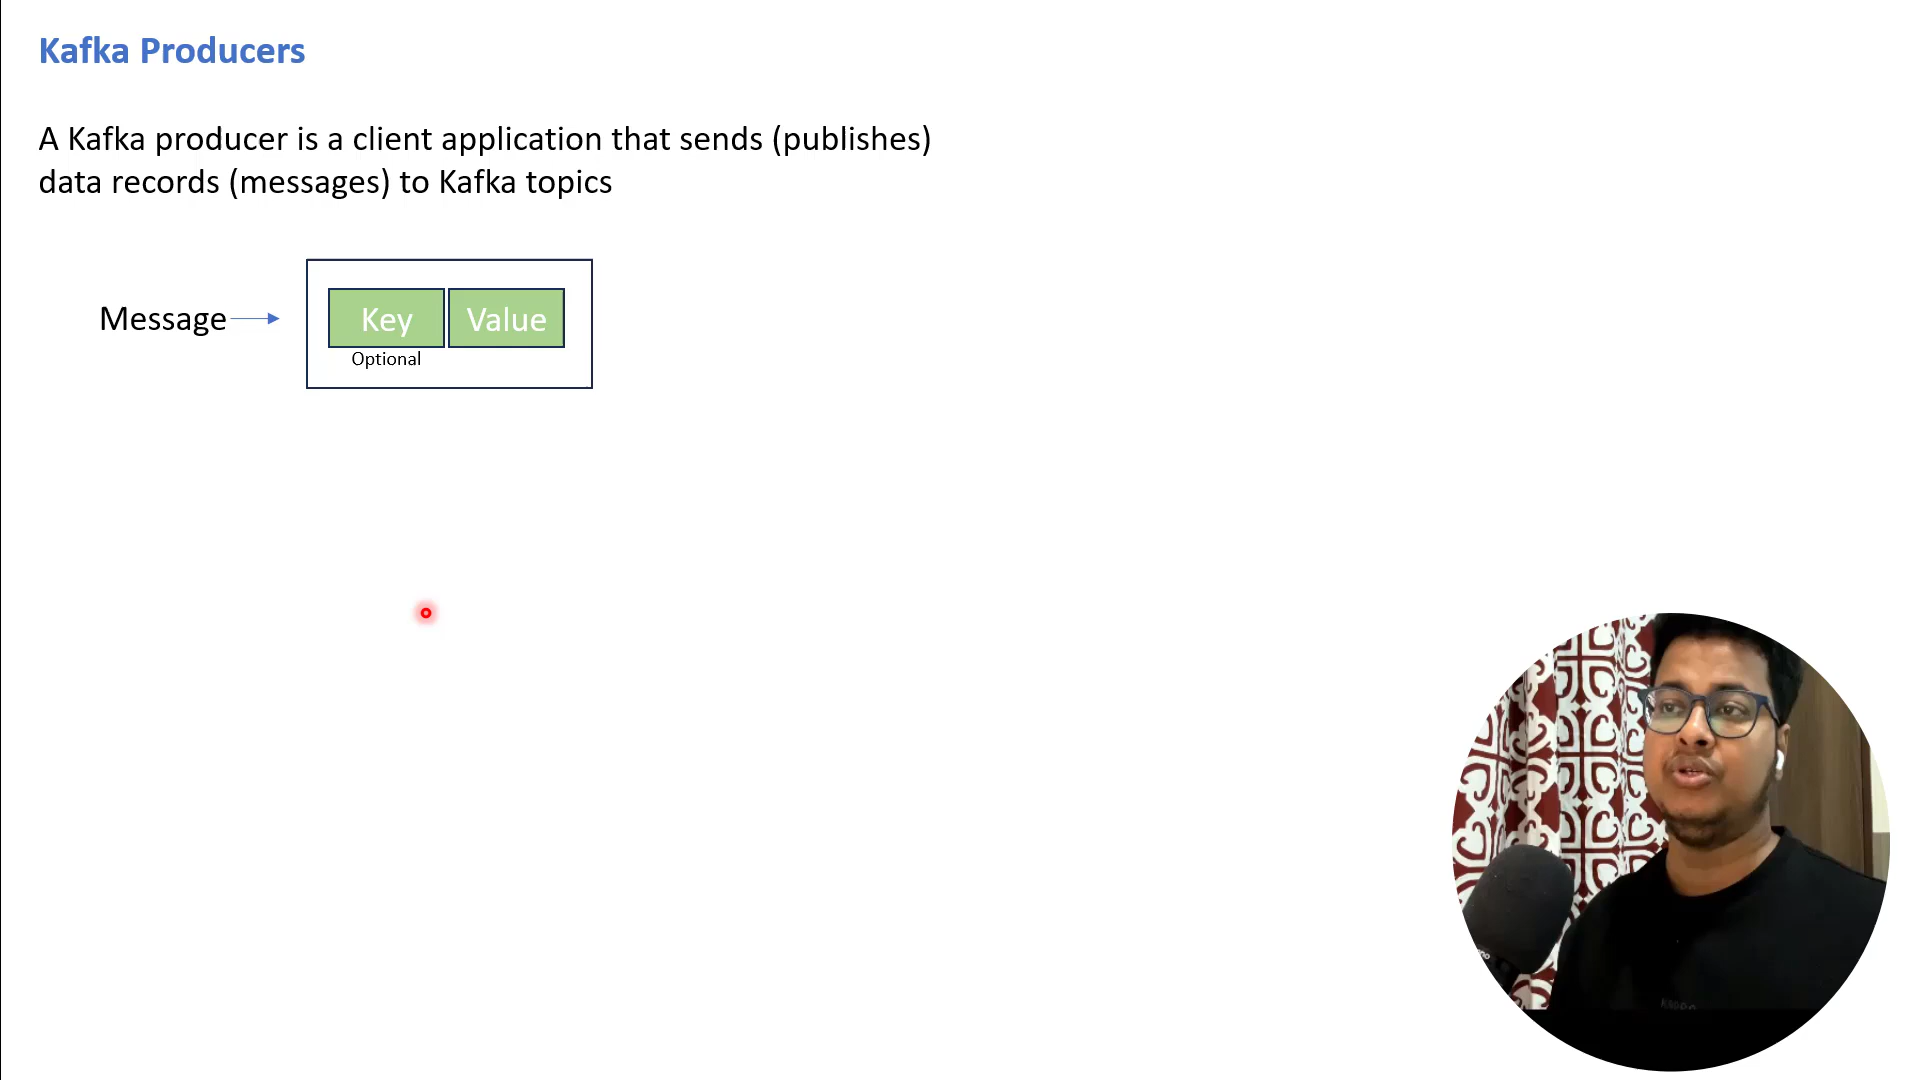 Kafka Producers
A Kafka producer is a client application that sends (publishes)
data records (messages) to Kafka topics
Message
Key
Value
Optional